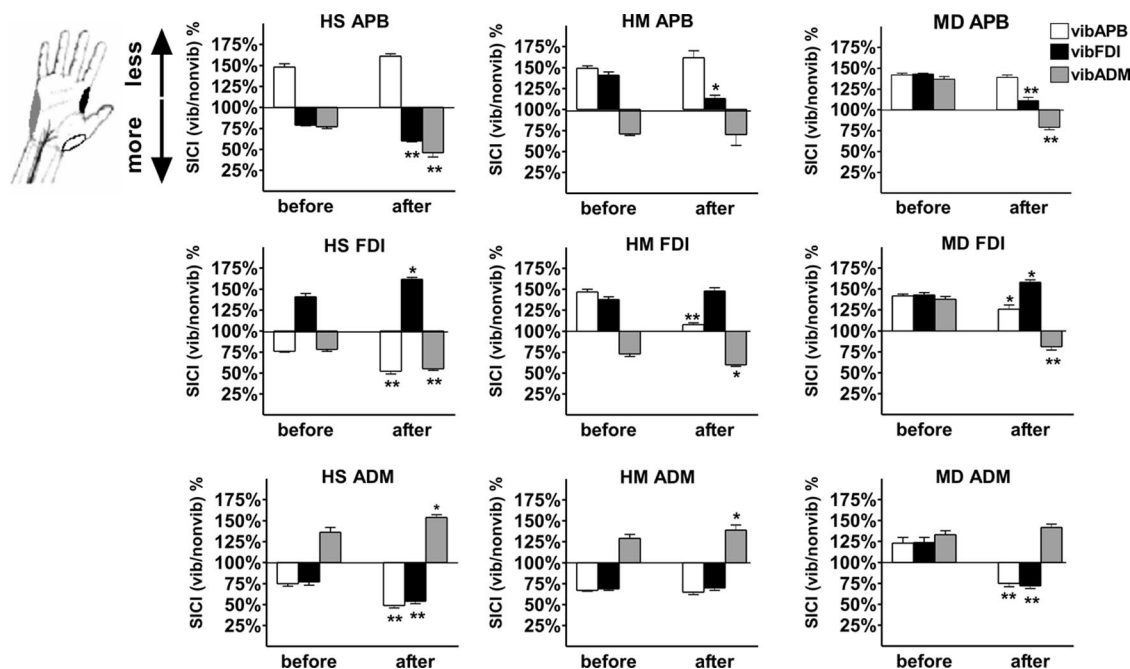 HS APB
HM APB
MD APB
vibAPB
vibFDI
vibADM
less
more
SICI (vib/nonvib) %
175%
150%
125%
100%
75%
50%
25%
** **
before after
SICI (vib/nonvib) %
175%
150%
125%
100%
75%
50%
25%
*
before after
SICI (vib/nonvib) %
175%
150%
125%
100%
75%
50%
25%
**
**
before after
HS FDI
HM FDI
MD FDI
SICI (vib/nonvib) %
175%
150%
125%
100%
75%
50%
25%
*
** **
before after
SICI (vib/nonvib) %
175%
150%
125%
100%
75%
50%
25%
**
*
before after
SICI (vib/nonvib) %
175%
150%
125%
100%
75%
50%
25%
* *
**
before after
HS ADM
HM ADM
MD ADM
SICI (vib/nonvib) %
175%
150%
125%
100%
75%
50%
25%
*
** **
before after
SICI (vib/nonvib) %
175%
150%
125%
100%
75%
50%
25%
*
before after
SICI (vib/nonvib) %
175%
150%
125%
100%
75%
50%
25%
** **
before after